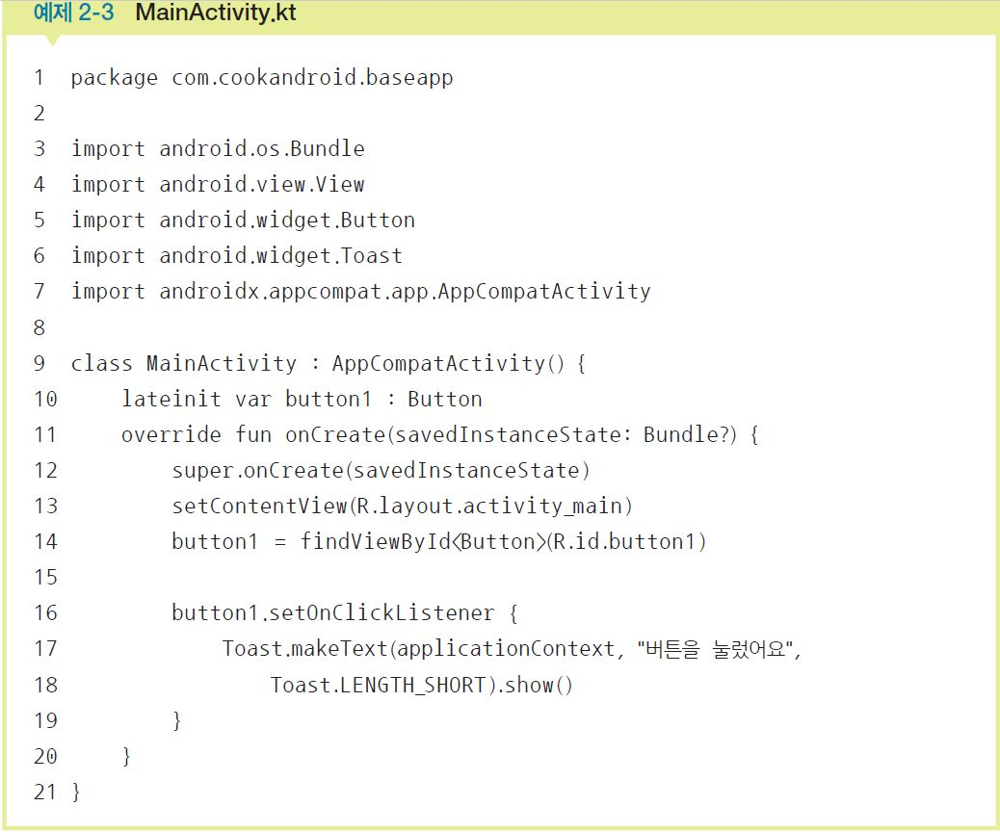 예제 2-3 MainActivity.kt
1 package com.cookandroid.baseapp
2
3 import android.os.Bundle
4 import android.view.View
5 import android.widget.Button
6 import android.widget.Toast
7 import androidx.appcompat.app.AppCompatActivity
8
9 class MainActivity : AppCompatActivity() {
10     lateinit var button1 : Button
11     override fun onCreate(savedInstanceState: Bundle?) {
12         super.onCreate(savedInstanceState)
13         setContentView(R.layout.activity_main)
14         button1 = findViewById<Button>(R.id.button1)
15
16         button1.setOnClickListener {
17             Toast.makeText(applicationContext, "버튼을 눌렀어요",
18                 Toast.LENGTH_SHORT).show()
19         }
20     }
21 }